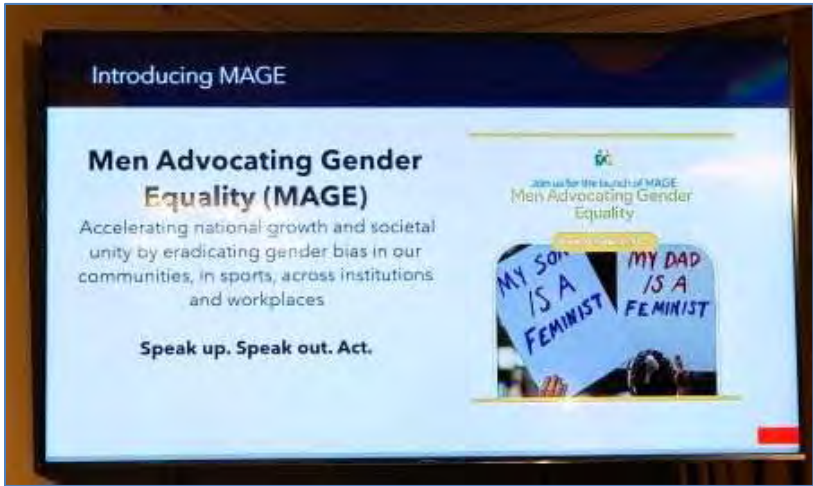 Introducing MAGE
Men Advocating Gender
Equality (MAGE)
Accelerating national growth and societal
unity by eradicating gender bias in our
communities, in sports, across institutions
and workplaces
Speak up. Speak out. Act.
Join us for the launch of MAGE
Men Advocating Gender
Equality
MY SON
IS A
FEMINIST
MY DAD
IS A
FEMINIST